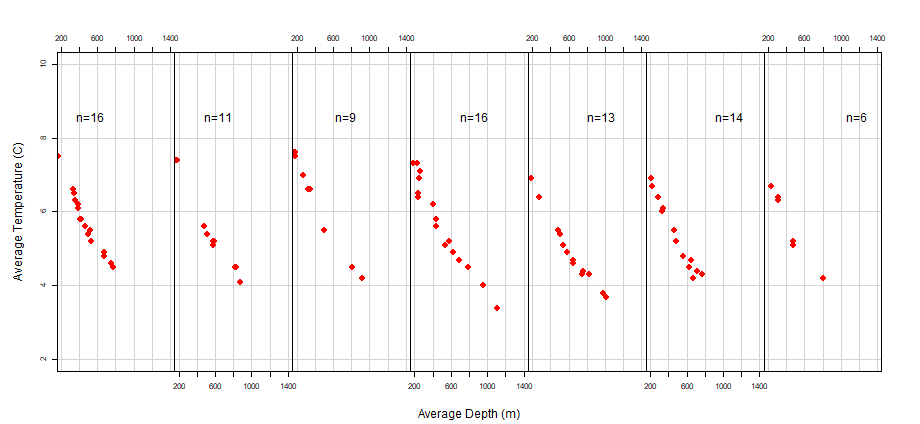 200 600 1000 1400 200 600 1000 1400 200 600 1000 1400 200 600 1000 1400
10
8
6
4
2
n=16 n=11 n=9 n=16 n=13 n=14 n=6
Average Temperature (C)
200 600 1000 1400 200 600 1000 1400 200 600 1000 1400
Average Depth (m)